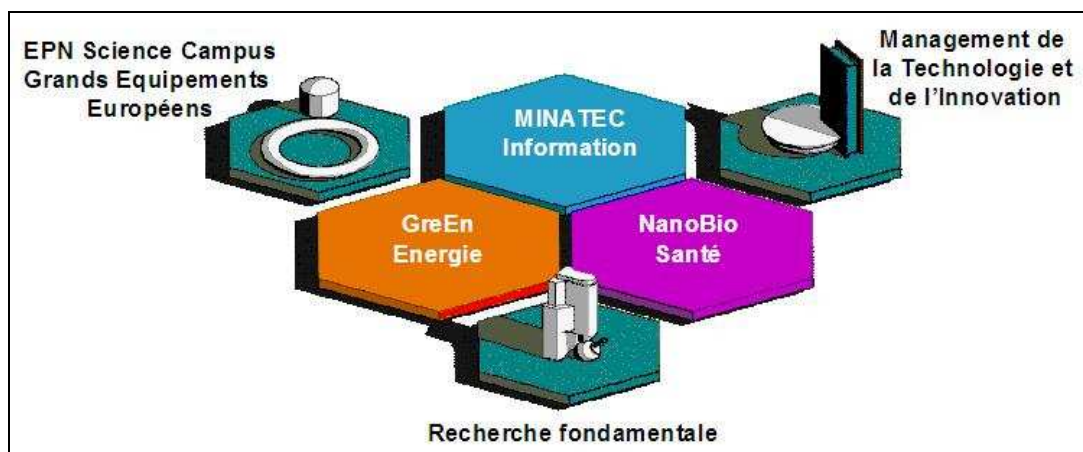 EPN Science Campus
Grands Equipements
Européens
Management de
la Technologie et
de l'Innovation
MINATEC
Information
GreEn
Energie
NanoBio
Santé
Recherche fondamentale